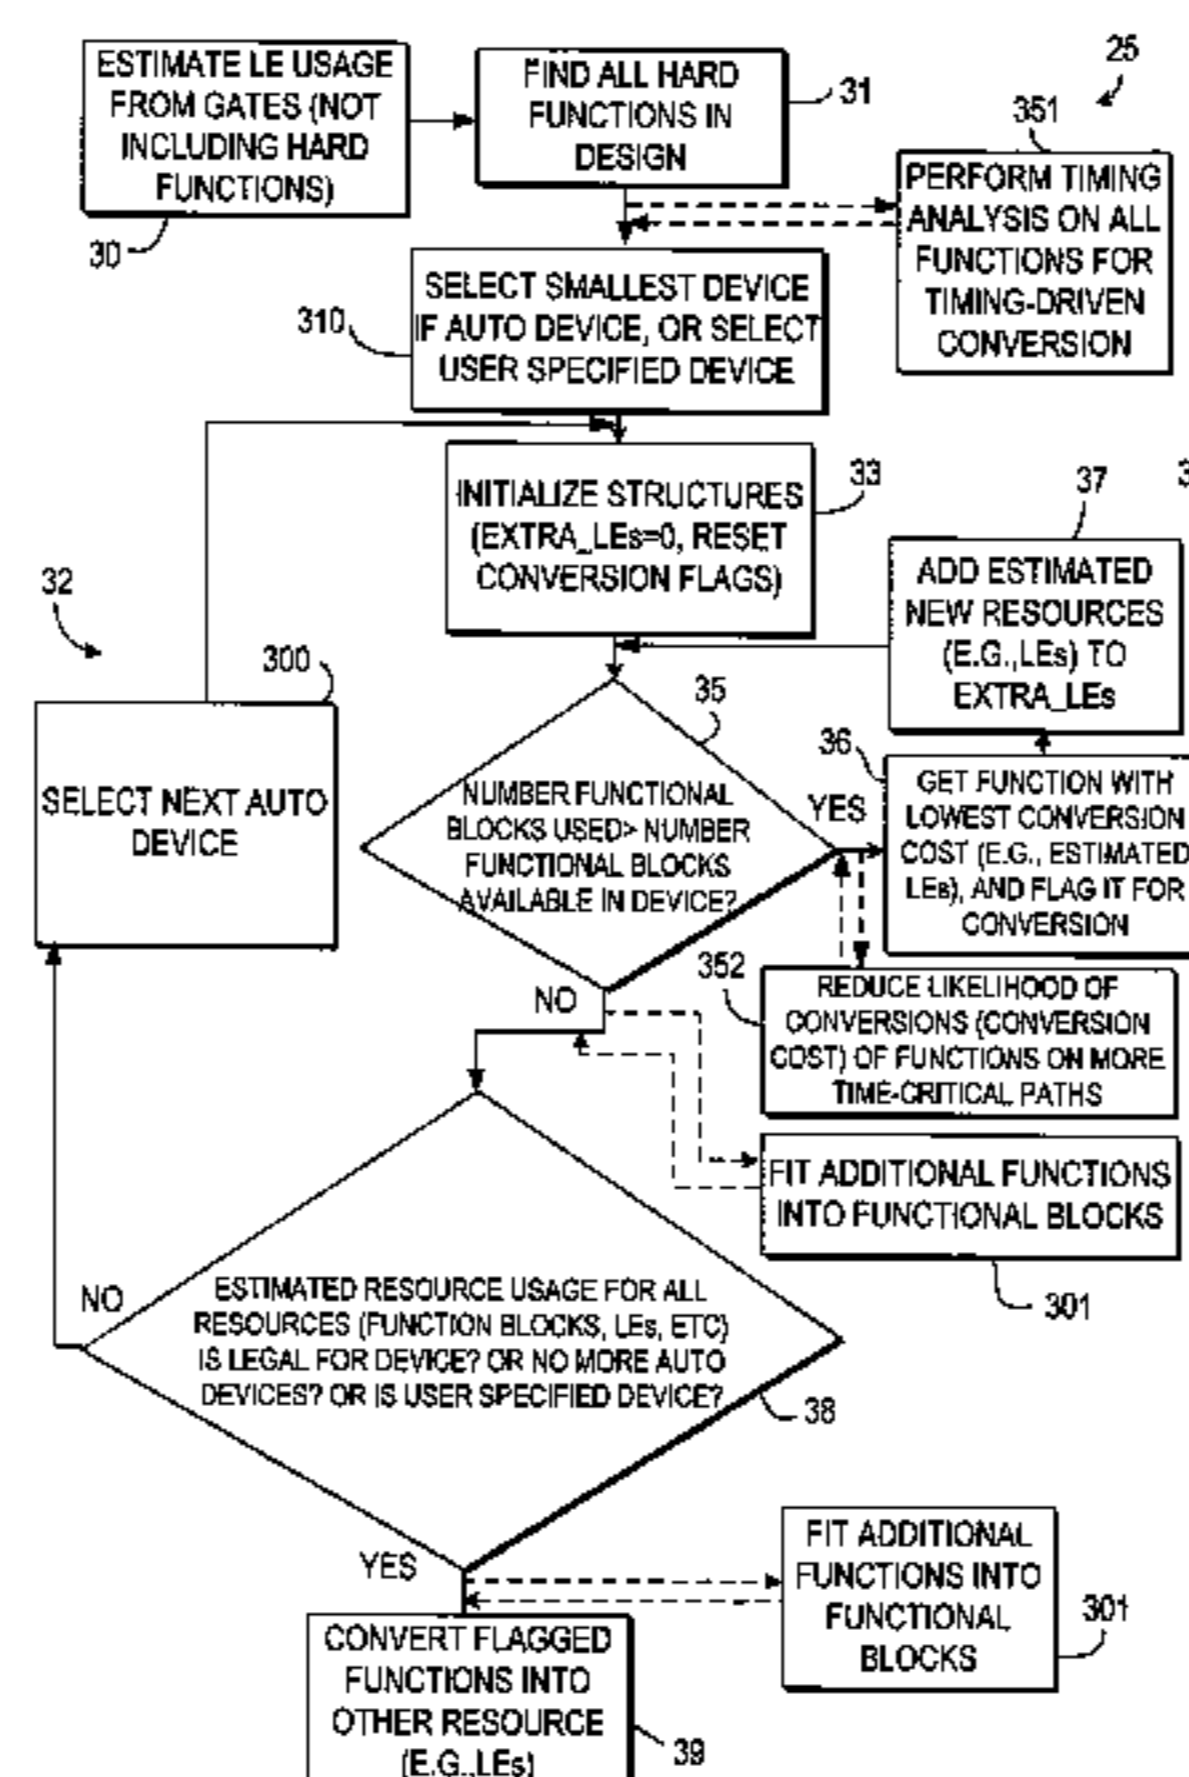 ESTIMATE LE USAGE
FROM GATES (NOT
INCLUDING HARD
FUNCTIONS)
30
FIND ALL HARD
FUNCTIONS IN
DESIGN
31
25
351
PERFORM TIMING
ANALYSIS ON ALL
FUNCTIONS FOR
TIMING-DRIVEN
CONVERSION
310
SELECT SMALLEST DEVICE
IF AUTO DEVICE, OR SELECT
USER SPECIFIED DEVICE
33
INITIALIZE STRUCTURES
(EXTRA_LEs=0, RESET
CONVERSION FLAGS)
37
3
ADD ESTIMATED
NEW RESOURCES
(E.G.,LEs) TO
EXTRA_LEs
32
300
SELECT NEXT AUTO
DEVICE
35
NUMBER FUNCTIONAL
BLOCKS USED> NUMBER
FUNCTIONAL BLOCKS
AVAILABLE IN DEVICE?
YES
36
GET FUNCTION WITH
LOWEST CONVERSION
COST (E.G., ESTIMATED
LEs), AND FLAG IT FOR
CONVERSION
NO
352
REDUCE LIKELIHOOD OF
CONVERSIONS (CONVERSION
COST) OF FUNCTIONS ON MORE
TIME-CRITICAL PATHS
FIT ADDITIONAL FUNCTIONS
INTO FUNCTIONAL BLOCKS
301
NO
ESTIMATED RESOURCE USAGE FOR ALL
RESOURCES (FUNCTION BLOCKS, LEs, ETC)
IS LEGAL FOR DEVICE? OR NO MORE AUTO
DEVICES? OR IS USER SPECIFIED DEVICE?
38
YES
FIT ADDITIONAL
FUNCTIONS INTO
FUNCTIONAL
BLOCKS
301
CONVERT FLAGGED
FUNCTIONS INTO
OTHER RESOURCE
(E.G.,LEs)
39